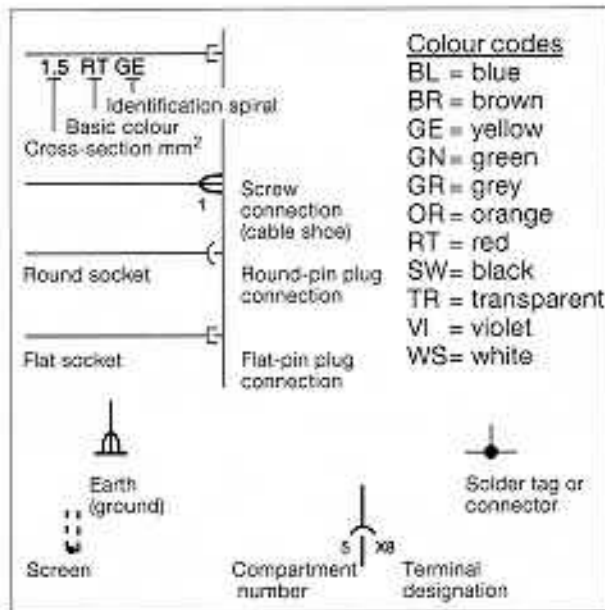 1.5 RT GE
Identification spiral
Basic colour
Cross-section mm²
1
Screw
connection
(cable shoe)
Round socket
Round-pin plug
connection
Flat socket
Flat-pin plug
connection
Colour codes
BL = blue
BR = brown
GE = yellow
GN = green
GR = grey
OR = orange
RT = red
SW = black
TR = transparent
VI = violet
WS = white
Earth
(ground)
Screen
5 X8
Compartment
number
Terminal
designation
Solder tag or
connector